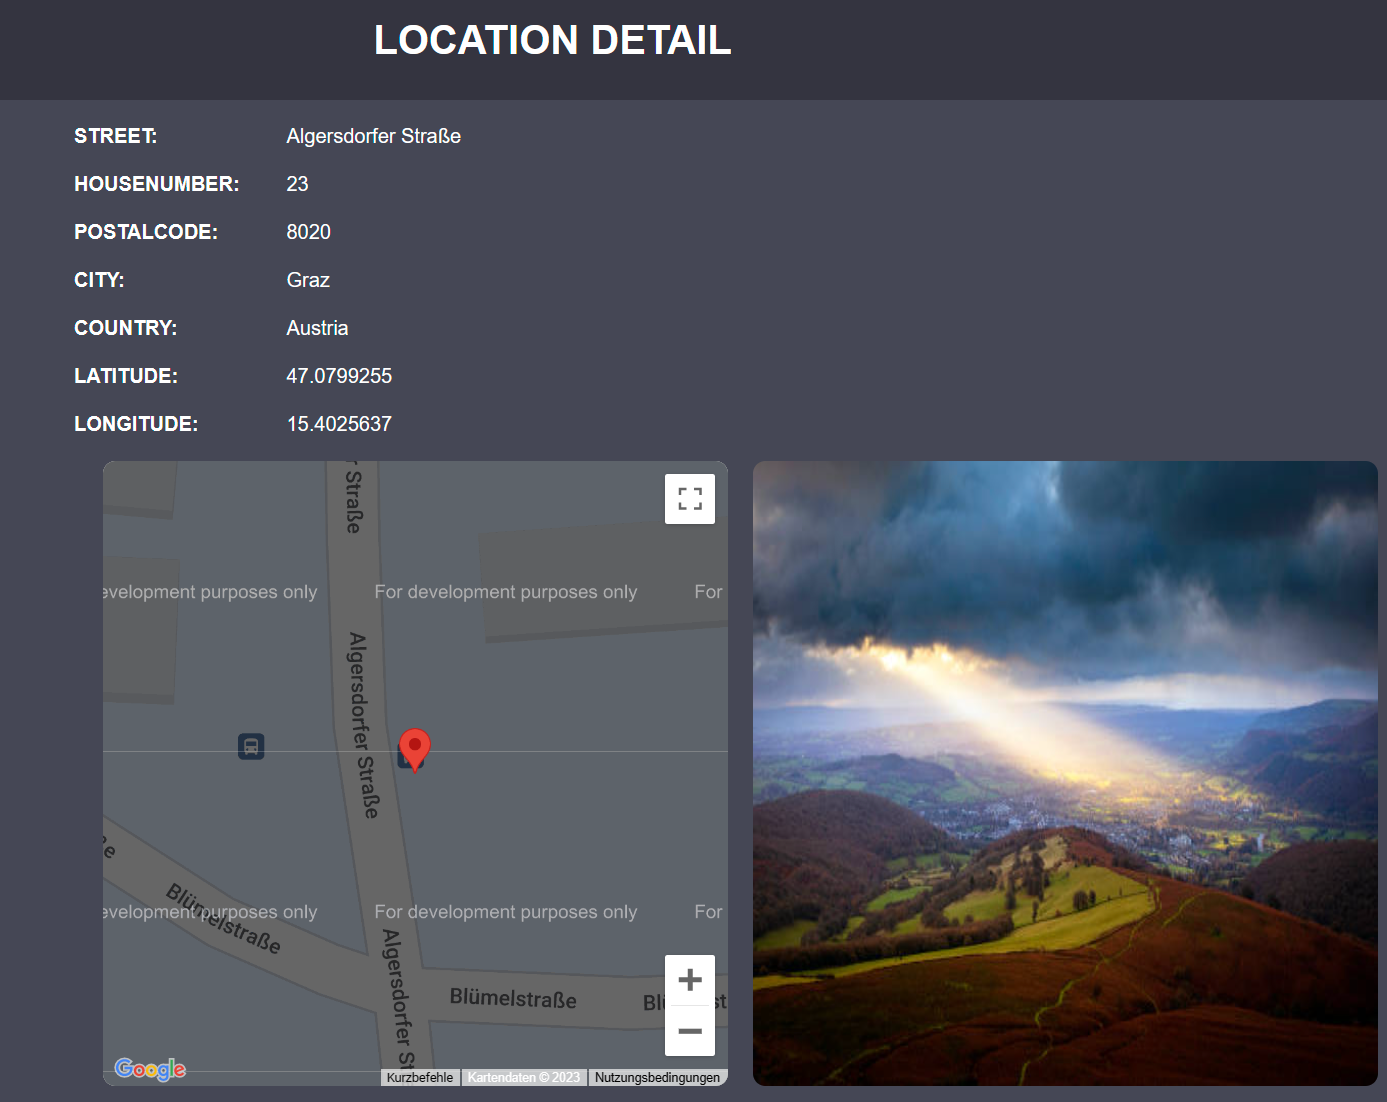 LOCATION DETAIL
STREET: Algersdorfer Straße
HOUSENUMBER: 23
POSTALCODE: 8020
CITY: Graz
COUNTRY: Austria
LATITUDE: 47.0799255
LONGITUDE: 15.4025637
r Straße
evelopment purposes only For development purposes only For
Algersdorfer Straße
ße
Blümelstraße
evelopment purposes only For development purposes only For
Algersdorfer St
Blümelstraße
Google
Kurzbefehle Kartendaten © 2023 Nutzungsbedingungen